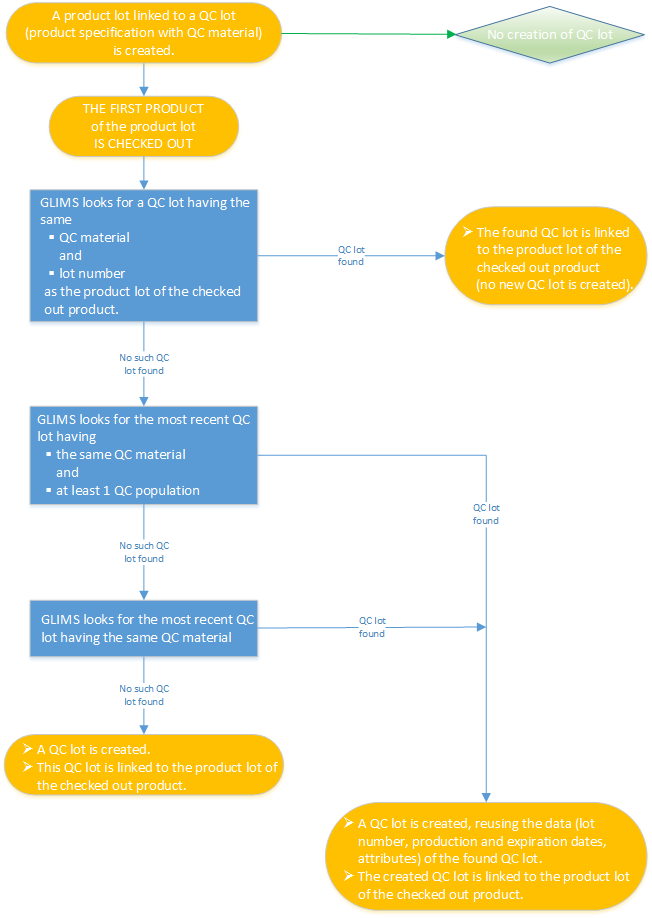 A product lot linked to a QC lot
(product specification with QC material)
is created.
No creation of QC lot
THE FIRST PRODUCT
of the product lot
IS CHECKED OUT
GLIMS looks for a QC lot having the
same
▪ QC material
and
▪ lot number
as the product lot of the checked
out product.
QC lot
found
➢ The found QC lot is linked
to the product lot of the
checked out product
(no new QC lot is created).
No such QC
lot found
GLIMS looks for the most recent QC
lot having
▪ the same QC material
and
▪ at least 1 QC population
QC lot
found
No such QC
lot found
GLIMS looks for the most recent QC
lot having the same QC material
QC lot
found
No such QC
lot found
➢ A QC lot is created.
➢ This QC lot is linked to the product lot of
the checked out product.
➢ A QC lot is created, reusing the data (lot
number, production and expiration dates,
attributes) of the found QC lot.
➢ The created QC lot is linked to the product lot
of the checked out product.